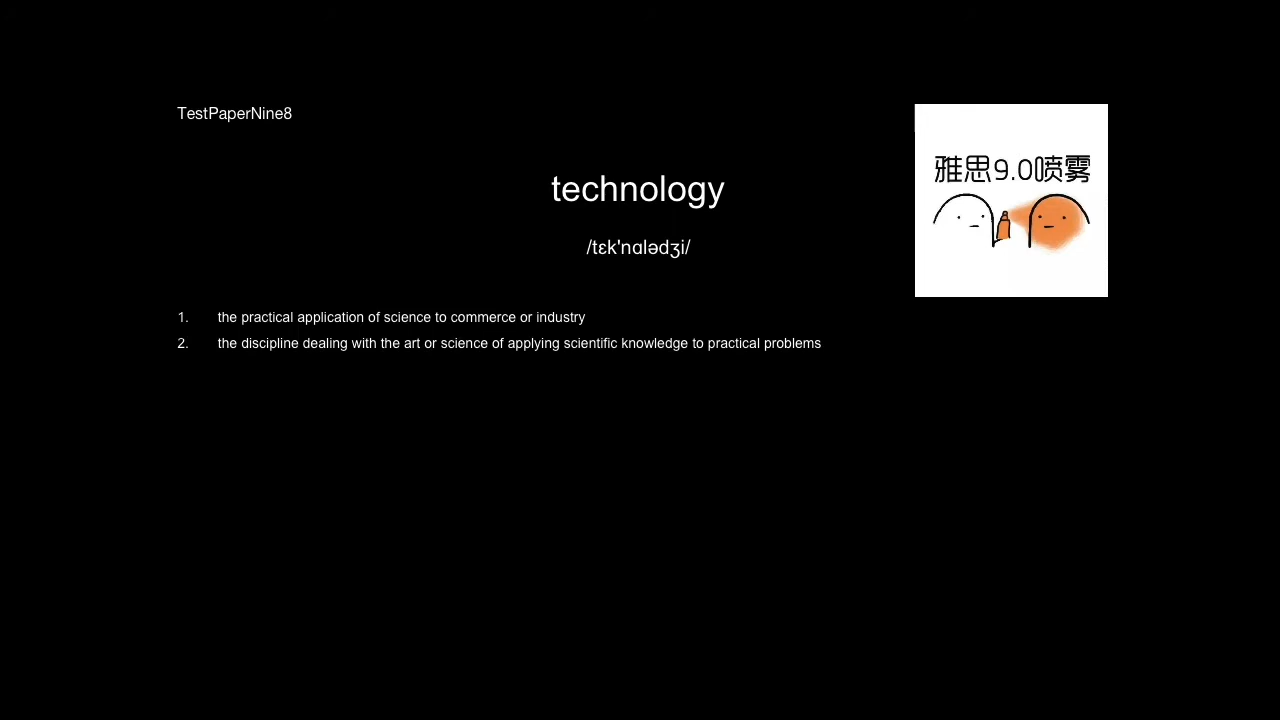 TestPaperNine8
雅思9.0喷雾
technology
/tɛk'nɑlədʒi/
1. the practical application of science to commerce or industry
2. the discipline dealing with the art or science of applying scientific knowledge to practical problems